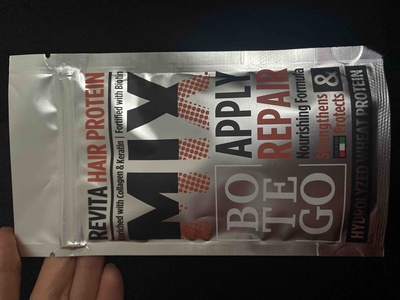 REVITA HAIR PROTEIN
Enriched with Collagen & Keratin | Fortified with Biotin
MIX
APPLY
REPAIR
Nourishing Formula
Strengthens &
Protects
BO
TE
GO
HYDROLYZED WHEAT PROTEIN